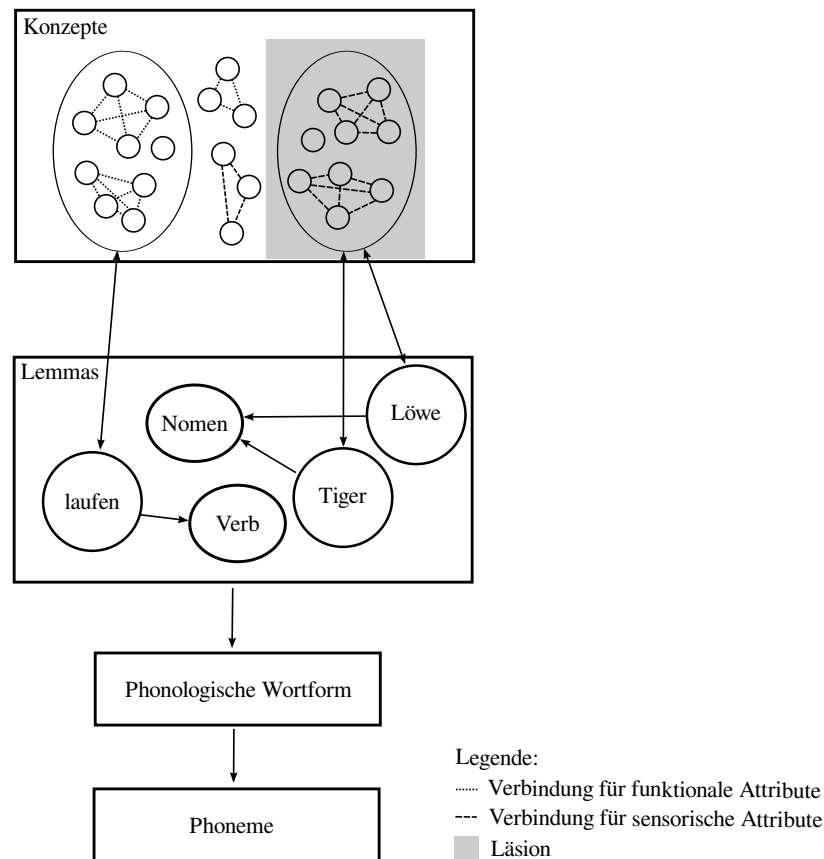 Konzepte
Lemmas
Löwe
Nomen
Tiger
laufen
Verb
Phonologische Wortform
Phoneme
Legende:
Verbindung für funktionale Attribute
Verbindung für sensorische Attribute
Läsion